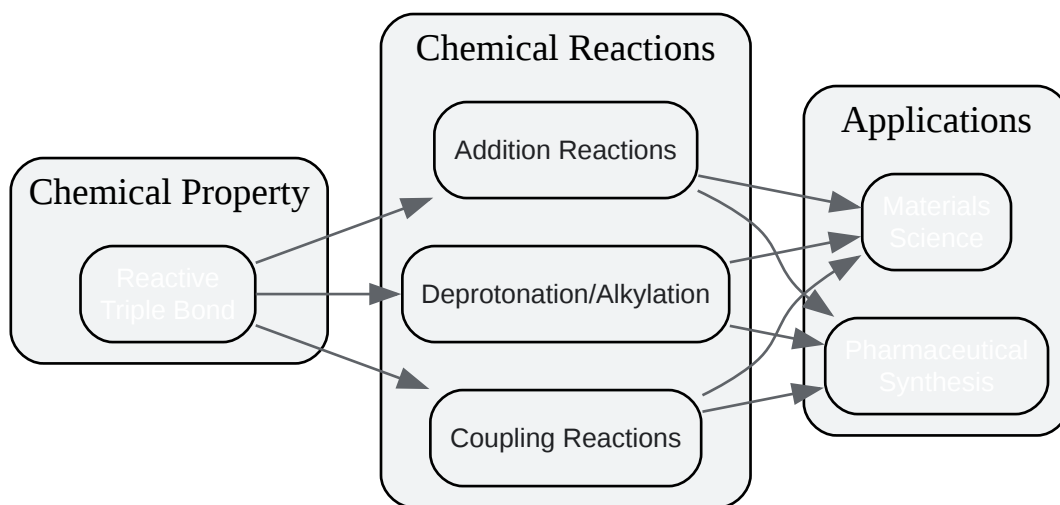 Chemical Property
Reactive
Triple Bond
Chemical Reactions
Addition Reactions
Deprotonation/Alkylation
Coupling Reactions
Applications
Materials
Science
Pharmaceutical
Synthesis